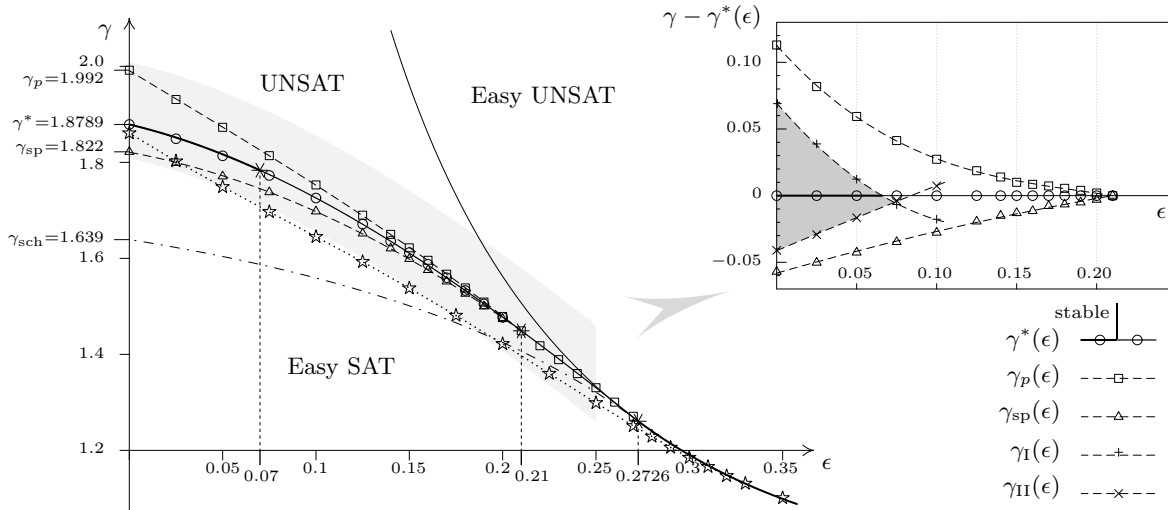 γ
2.0
γ_p=1.992
γ*=1.8789
γ_sp=1.822
1.8
γ_sch=1.639
1.6
1.4
1.2
UNSAT
Easy UNSAT
Easy SAT
0.05 0.1 0.15 0.2 0.25 0.3 0.35 ϵ
0.07 0.21 0.2726
γ − γ*(ϵ)
0.10
0.05
0
−0.05
0.05 0.10 0.15 0.20
ϵ
stable
γ*(ϵ)
γ_p(ϵ)
γ_sp(ϵ)
γ_I(ϵ)
γ_II(ϵ)